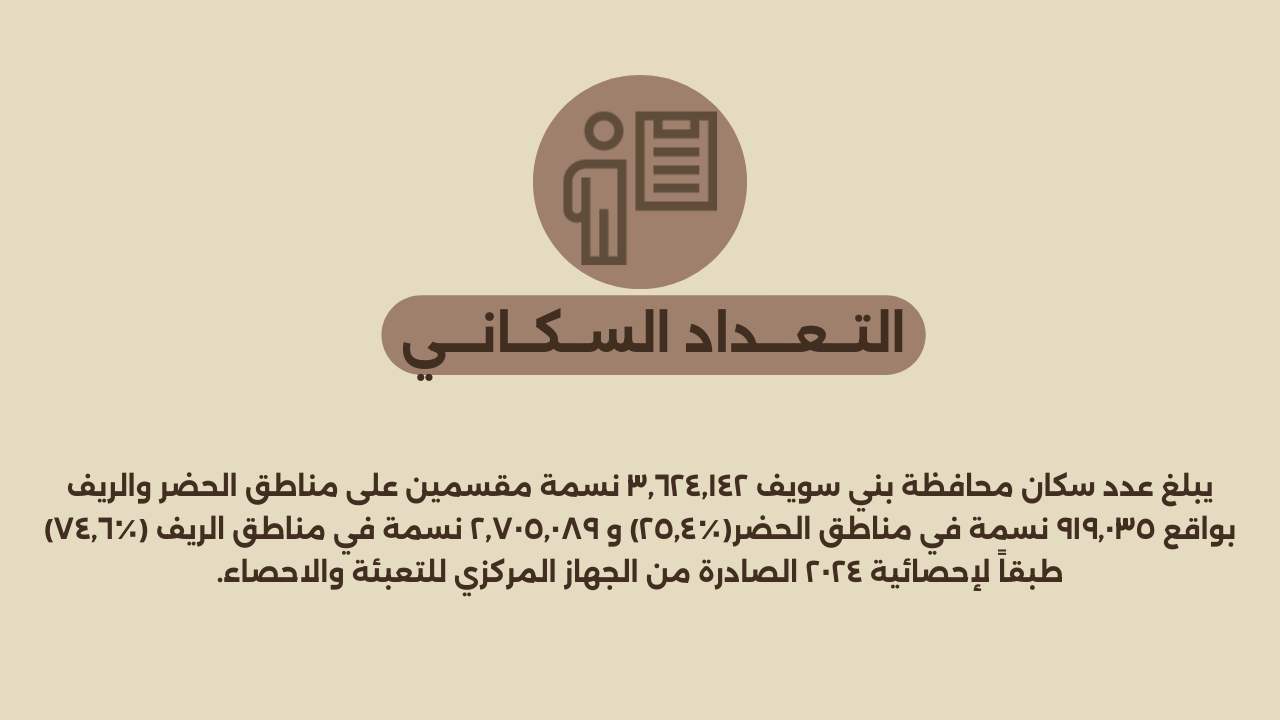 التـــعـــداد الســـكـــانـــي
يبلغ عدد سكان محافظة بني سويف ٣,٦٢٤,١٤٢ نسمة مقسمين على مناطق الحضر والريف
بواقع ٩١٩,٠٣٥ نسمة في مناطق الحضر(٢٥,٤٪) و ٢,٧٠٥,٠٨٩ نسمة في مناطق الريف (٧٤,٦٪)
طبقاً لإحصائية ٢٠٢٤ الصادرة من الجهاز المركزي للتعبئة والاحصاء.